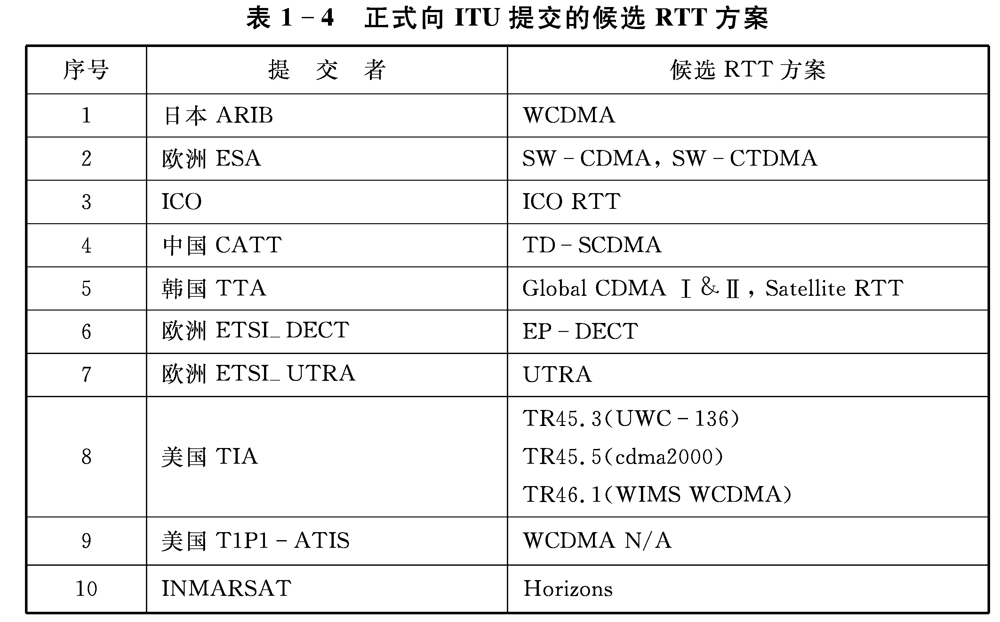 表 1-4 正式向 ITU 提交的候选 RTT 方案
序号 提交者 候选 RTT 方案
1 日本 ARIB WCDMA
2 欧洲 ESA SW-CDMA, SW-CTDMA
3 ICO ICO RTT
4 中国 CATT TD-SCDMA
5 韩国 TTA Global CDMA Ⅰ&Ⅱ, Satellite RTT
6 欧洲 ETSI_DECT EP-DECT
7 欧洲 ETSI_UTRA UTRA
8 美国 TIA TR45.3(UWC-136)
TR45.5(cdma2000)
TR46.1(WIMS WCDMA)
9 美国 T1P1-ATIS WCDMA N/A
10 INMARSAT Horizons